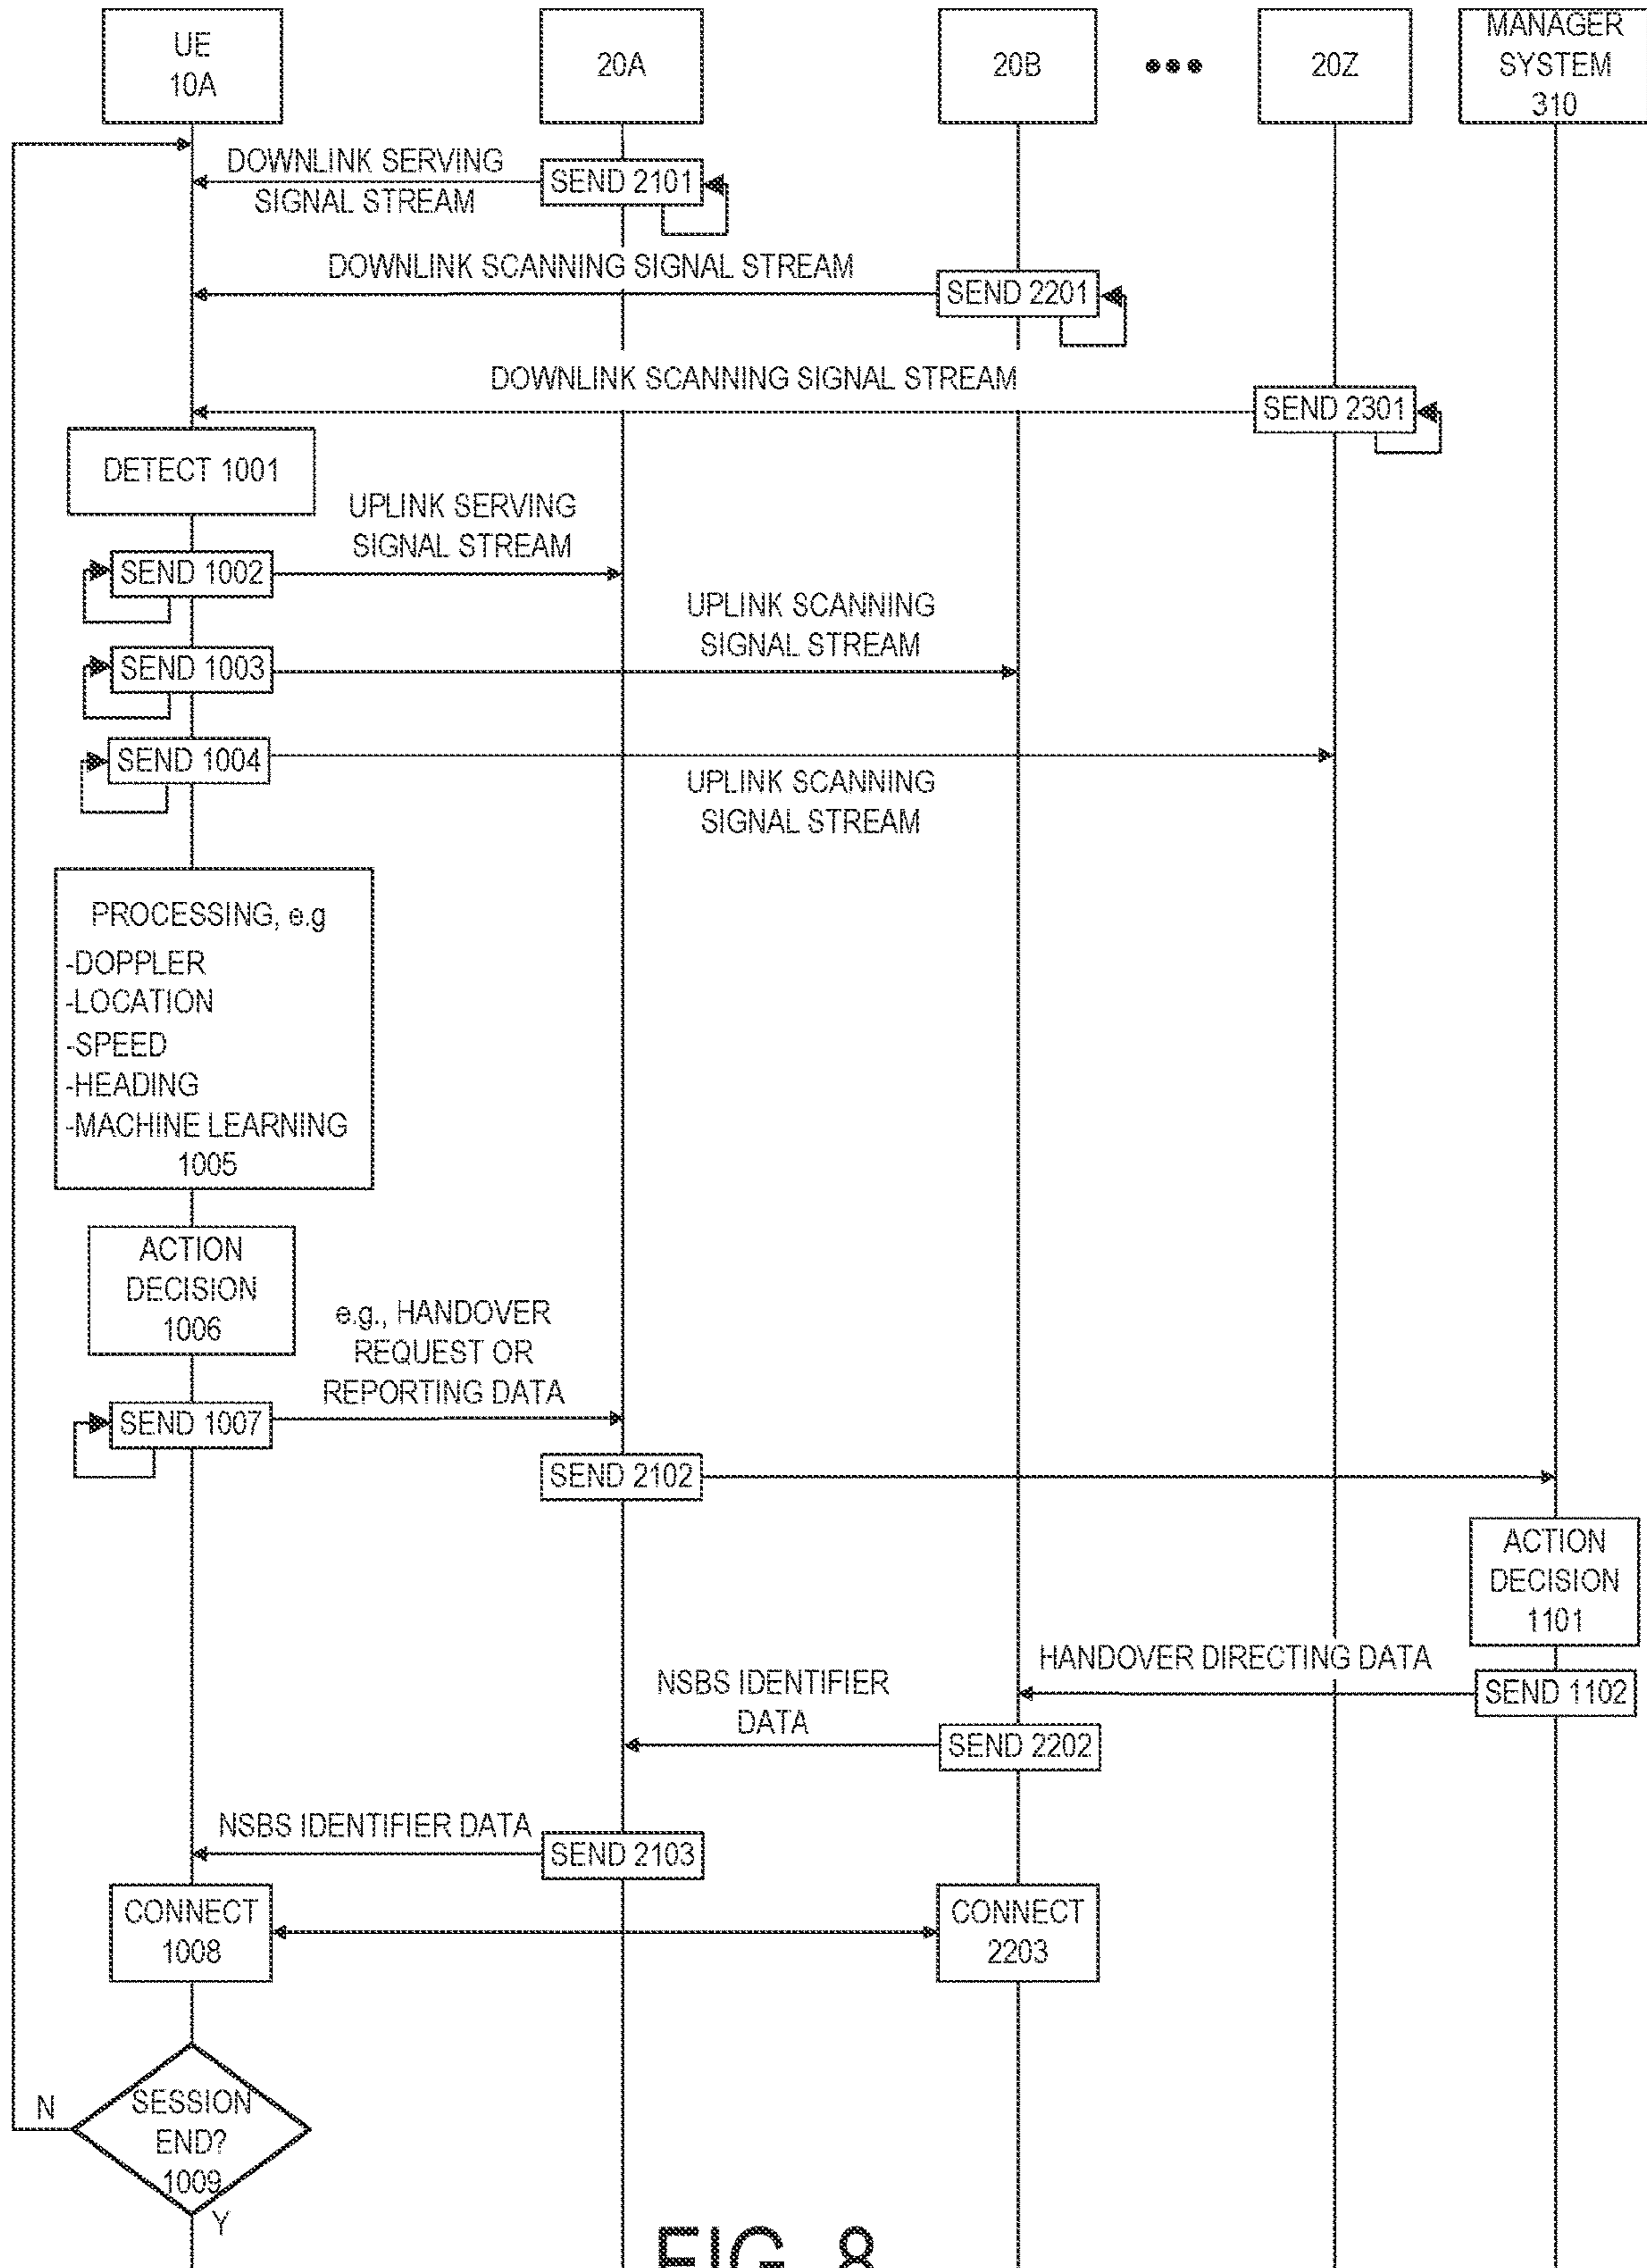 UE
10A
20A
20B
20Z
MANAGER
SYSTEM
310
DOWNLINK SERVING
SIGNAL STREAM
SEND 2101
DOWNLINK SCANNING SIGNAL STREAM
SEND 2201
DOWNLINK SCANNING SIGNAL STREAM
SEND 2301
DETECT 1001
UPLINK SERVING
SIGNAL STREAM
SEND 1002
UPLINK SCANNING
SIGNAL STREAM
SEND 1003
SEND 1004
UPLINK SCANNING
SIGNAL STREAM
PROCESSING, e.g
-DOPPLER
-LOCATION
-SPEED
-HEADING
-MACHINE LEARNING
1005
ACTION
DECISION
1006
e.g., HANDOVER
REQUEST OR
REPORTING DATA
SEND 1007
SEND 2102
ACTION
DECISION
1101
HANDOVER DIRECTING DATA
SEND 1102
NSBS IDENTIFIER
DATA
SEND 2202
NSBS IDENTIFIER DATA
SEND 2103
CONNECT
1008
CONNECT
2203
SESSION
END?
1009
N
Y
FIG. 8